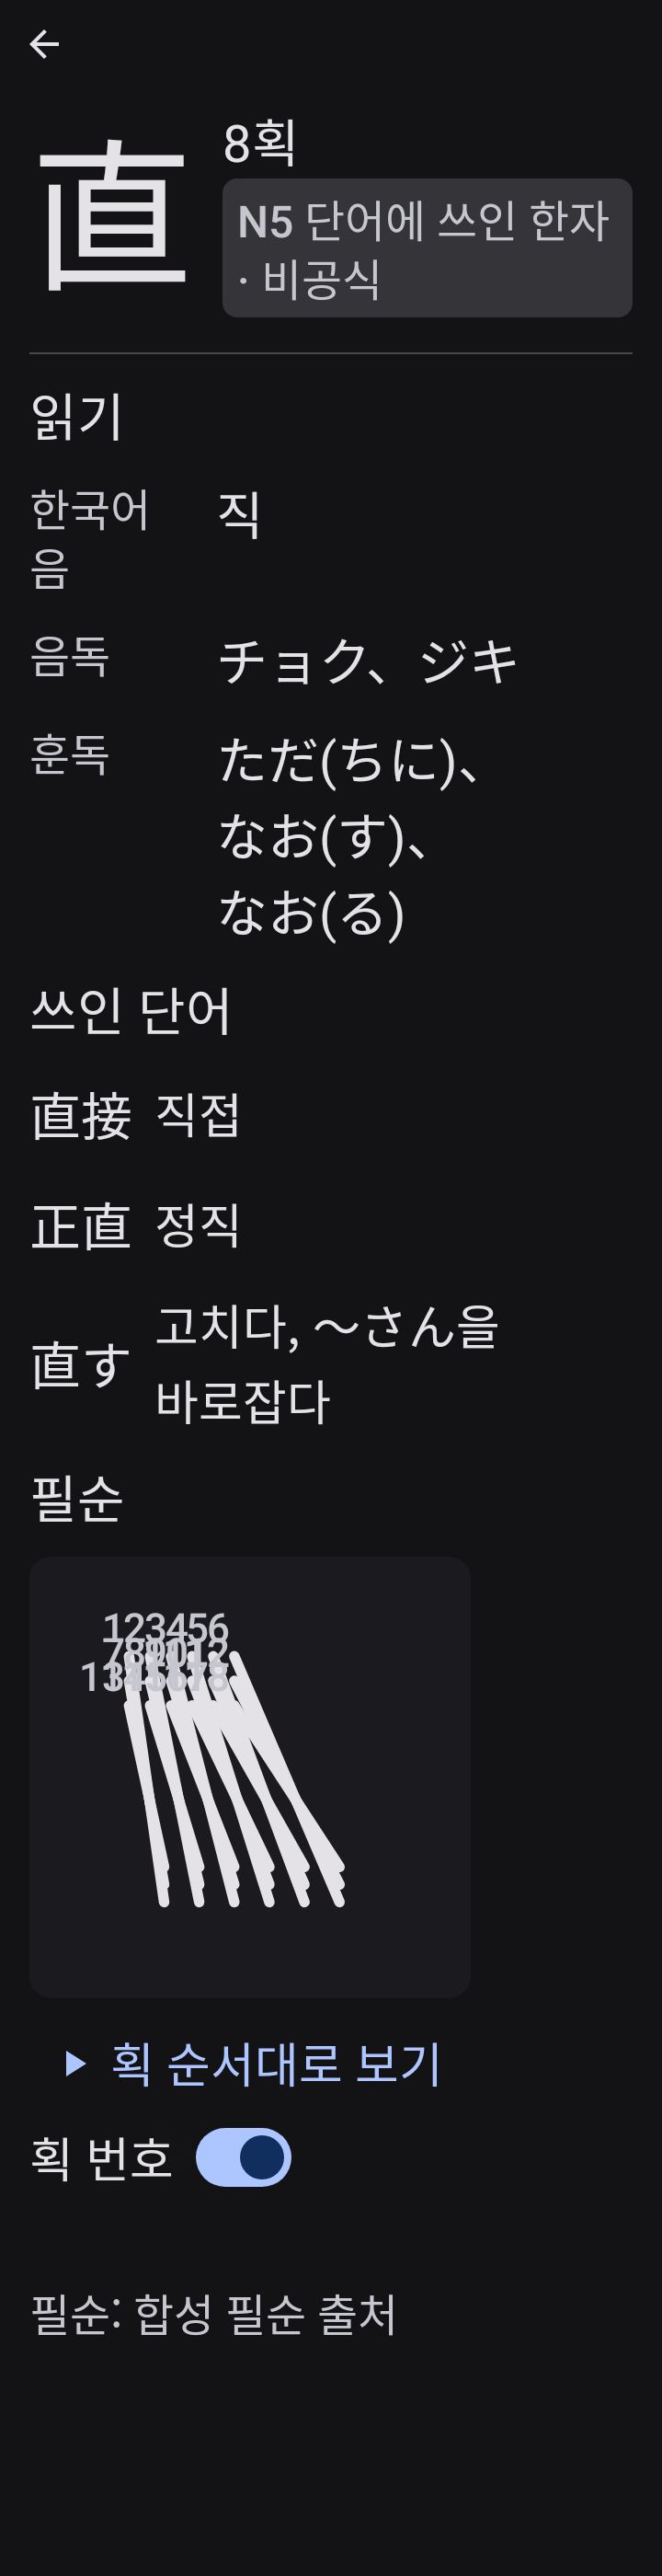 直
8획
N5 단어에 쓰인 한자
· 비공식
읽기
한국어
음
직
음독
チョク、ジキ
훈독
ただ(ちに)、
なお(す)、
なお(る)
쓰인 단어
直接 직접
正直 정직
直す
고치다, 〜さん을
바로잡다
필순
123456
획 순서대로 보기
획 번호
필순: 합성 필순 출처